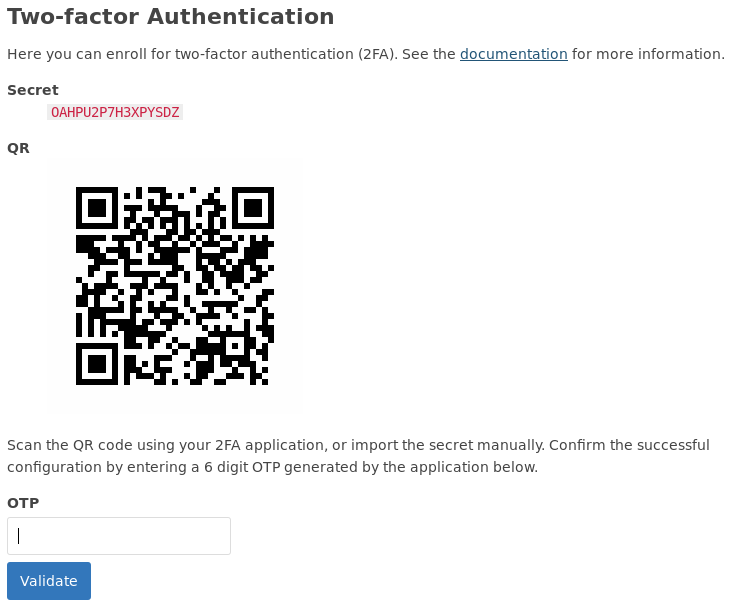 Two-factor Authentication
Here you can enroll for two-factor authentication (2FA). See the documentation for more information.
Secret
OAHPU2P7H3XPYSDZ
QR
Scan the QR code using your 2FA application, or import the secret manually. Confirm the successful
configuration by entering a 6 digit OTP generated by the application below.
OTP
Validate